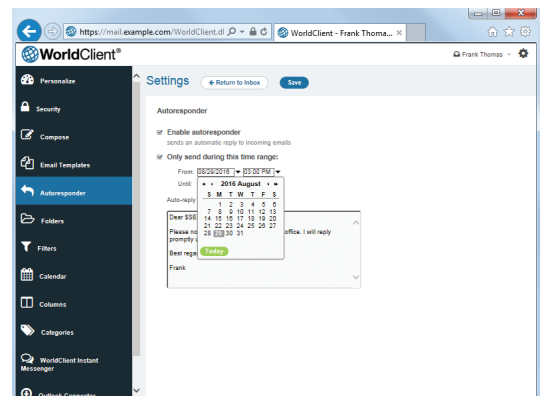 https://mail.example.com/WorldClient.dl
WorldClient - Frank Thoma...
WorldClient®
Frank Thomas
Personalize
Settings
Return to Inbox
Save
Security
Autoresponder
Compose
Enable autoresponder
sends an automatic reply to incoming emails
Email Templates
Only send during this time range:
From: 08/29/2016 03:00 PM
Until:
2016 August
S M T W T F S
1 2 3 4 5 6
7 8 9 10 11 12 13
14 15 16 17 18 19 20
21 22 23 24 25 26 27
28 29 30 31
Today
Autoresponder
Auto-reply
Dear $SE
Please no
office. I will reply
promptly
Best rega
Frank
Folders
Filters
Calendar
Columns
Categories
WorldClient Instant
Messenger
Outlook Connector